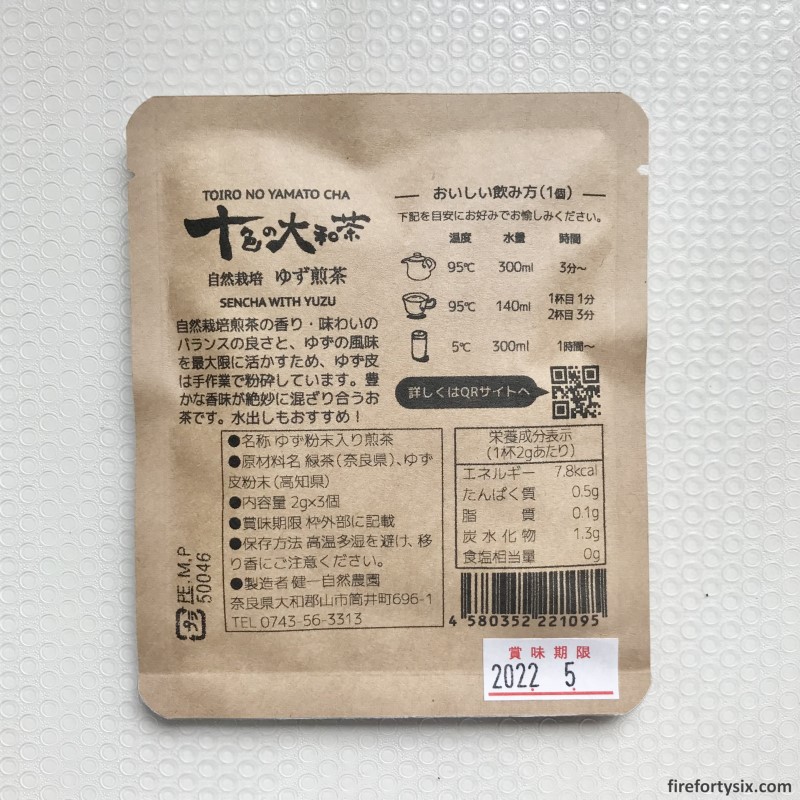 TOIRO NO YAMATO CHA
十色の大和茶
自然栽培 ゆず煎茶
SENCHA WITH YUZU
自然栽培煎茶の香り・味わいの
バランスの良さと、ゆずの風味
を最大限に活かすため、ゆず皮
は手作業で粉砕しています。豊
かな香味が絶妙に混ざり合うお
茶です。水出しもおすすめ！
おいしい飲み方(1個)
下記を目安にお好みでお愉しみください。
温度 水量 時間
95℃ 300ml 3分〜
95℃ 140ml 1杯目 1分
2杯目 3分
5℃ 300ml 1時間〜
詳しくはQRサイトへ
●名称 ゆず粉末入り煎茶
●原材料名 緑茶(奈良県)、ゆず
皮粉末(高知県)
●内容量 2g×3個
●賞味期限 枠外部に記載
●保存方法 高温多湿を避け、移
り香にご注意ください。
●製造者 健一自然農園
奈良県大和郡山市筒井町696-1
TEL 0743-56-3313
栄養成分表示
(1杯2gあたり)
エネルギー 7.8kcal
たんぱく質 0.5g
脂質 0.1g
炭水化物 1.3g
食塩相当量 0g
4 580352 221095
プラ
PE.M.P
50046
賞味期限
2022. 5.
firefortysix.com